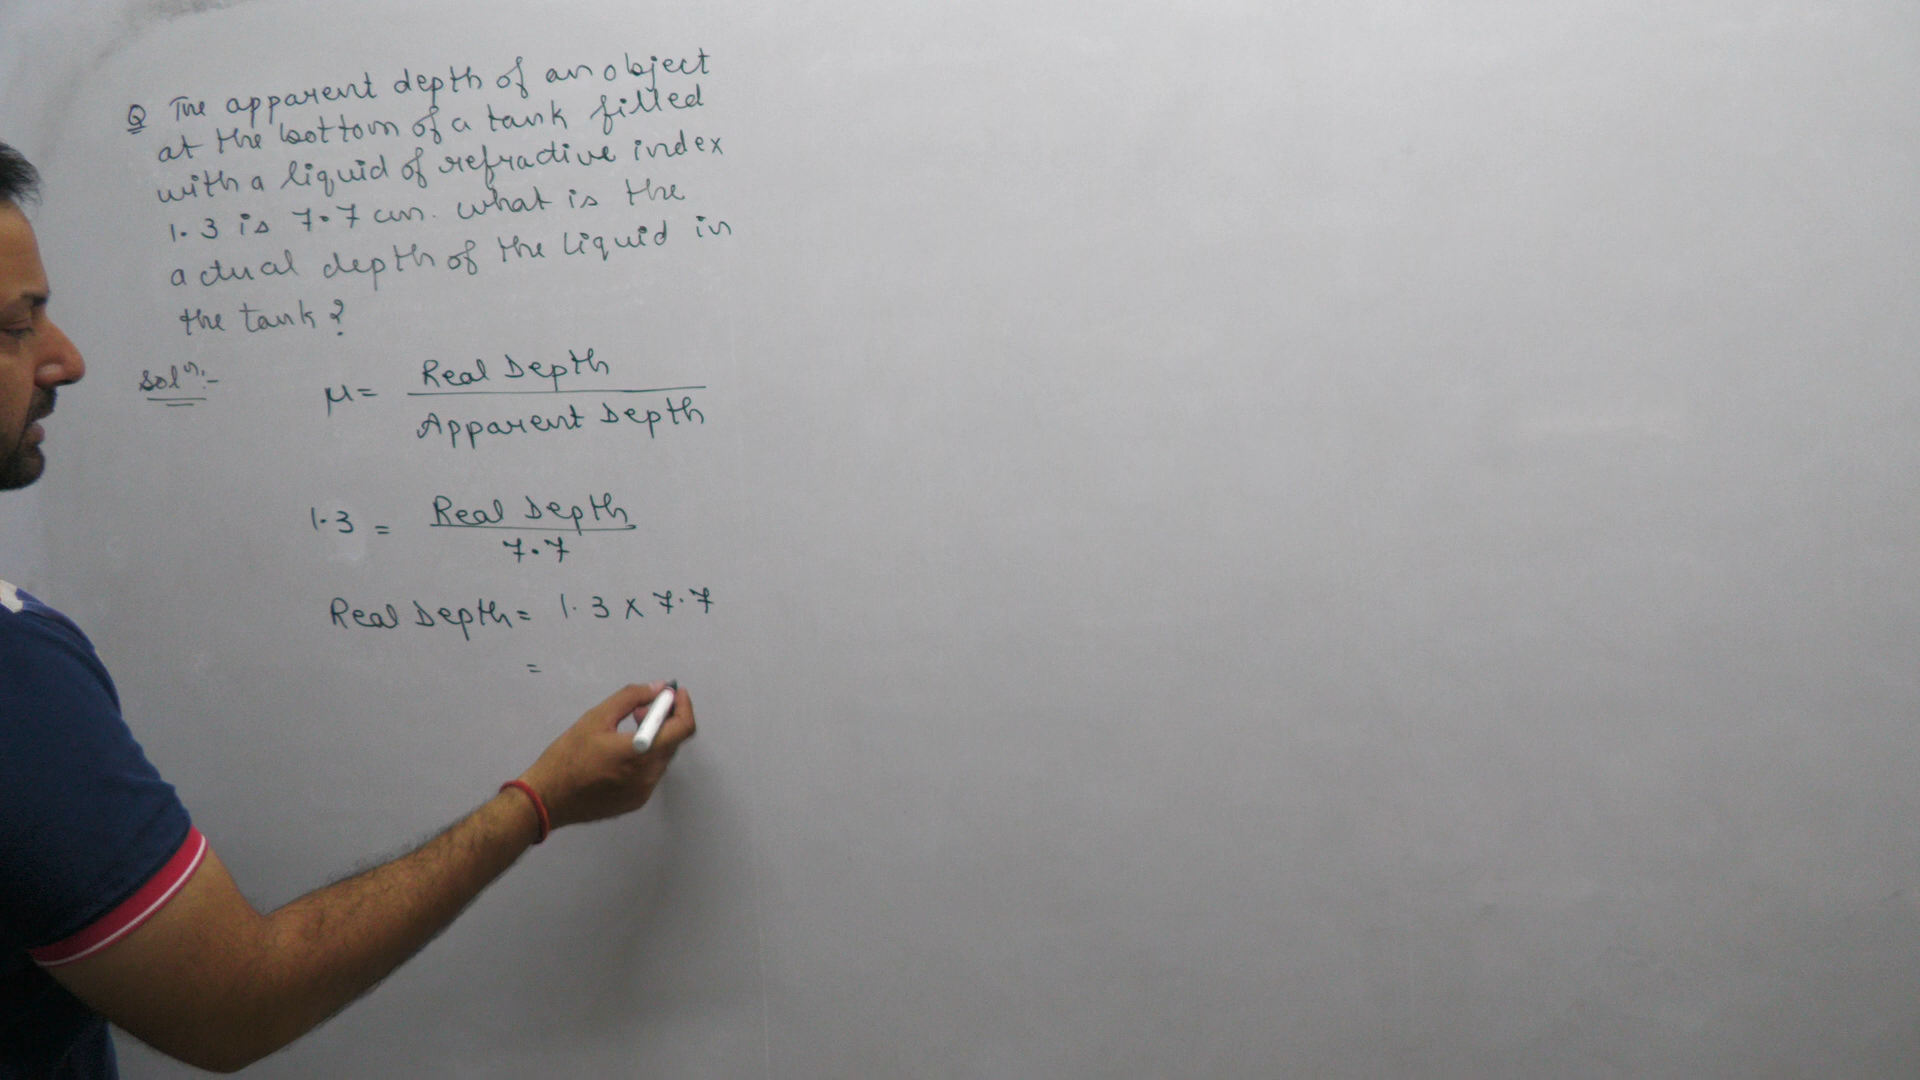 Q The apparent depth of an object
at the bottom of a tank filled
with a liquid of refractive index
1.3 is 7.7 cm. what is the
actual depth of the liquid in
the tank?
Solⁿ:-
μ = Real Depth
Apparent Depth
1.3 = Real Depth
7.7
Real Depth = 1.3 x 7.7
=